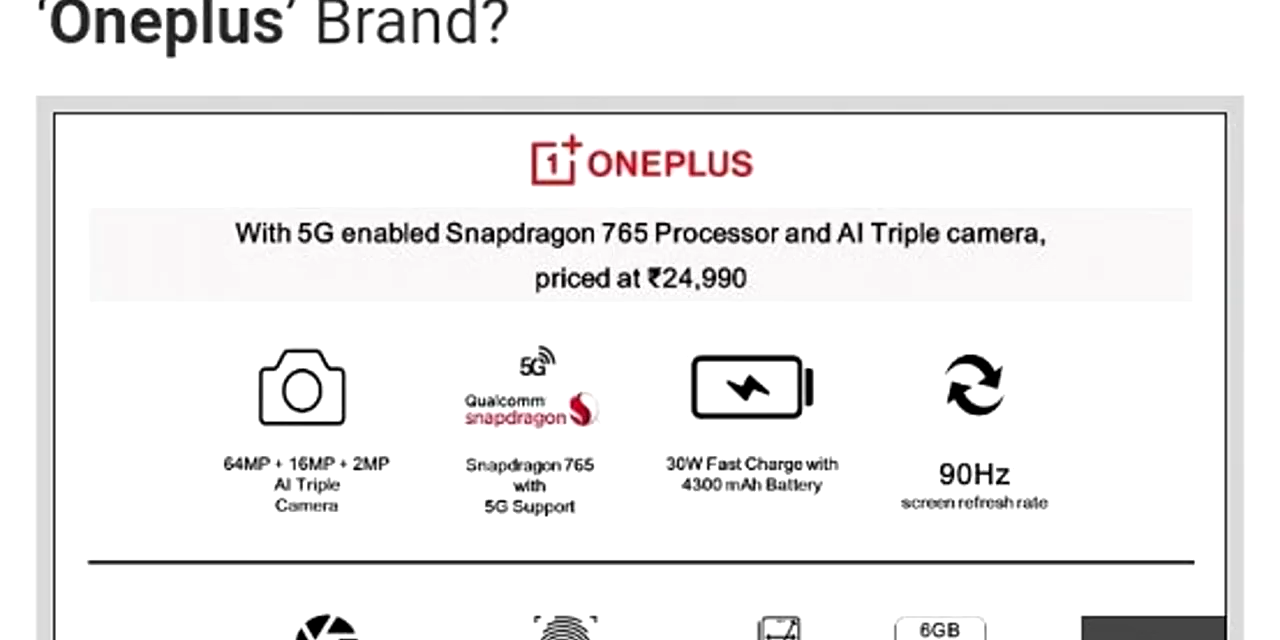 ‘Oneplus’ Brand?
1+ ONEPLUS
With 5G enabled Snapdragon 765 Processor and AI Triple camera,
priced at ₹24,990
5G
Qualcomm
snapdragon
64MP + 16MP + 2MP
AI Triple
Camera
Snapdragon 765
with
5G Support
30W Fast Charge with
4300 mAh Battery
90Hz
screen refresh rate
6GB